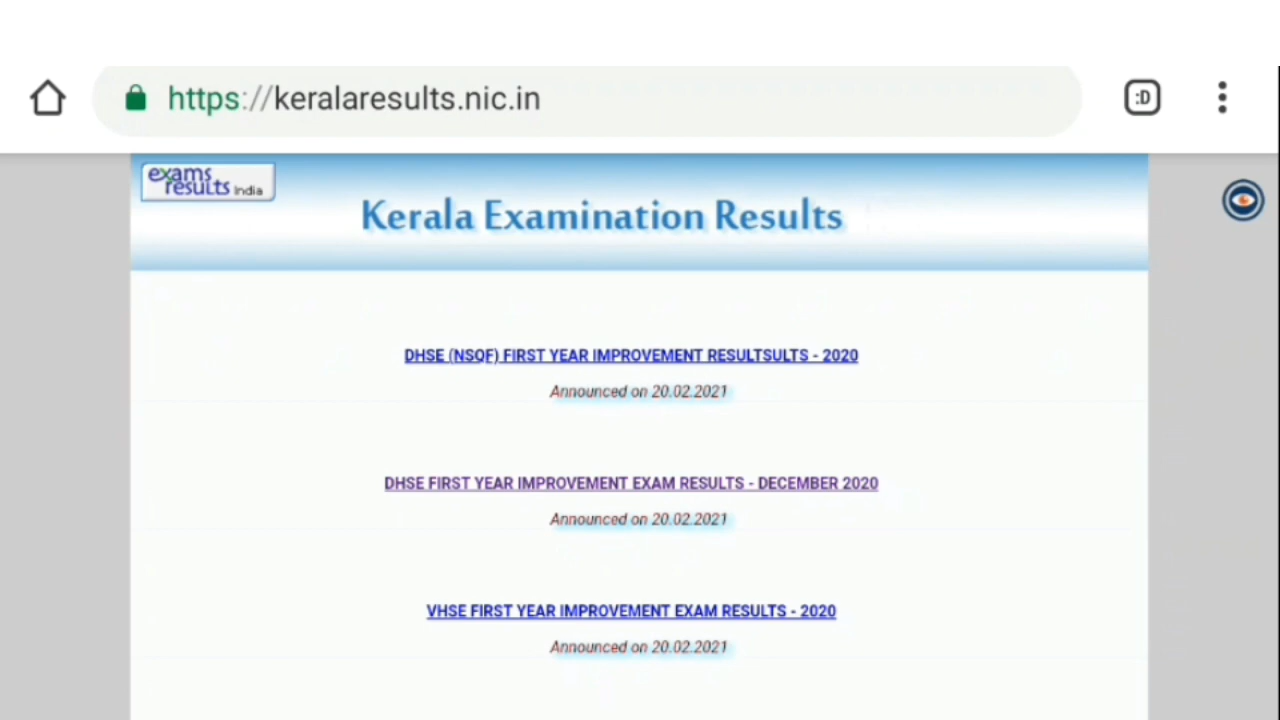 https://keralaresults.nic.in
:D
exams
results India
Kerala Examination Results
DHSE (NSQF) FIRST YEAR IMPROVEMENT RESULTSULTS - 2020
Announced on 20.02.2021
DHSE FIRST YEAR IMPROVEMENT EXAM RESULTS - DECEMBER 2020
Announced on 20.02.2021
VHSE FIRST YEAR IMPROVEMENT EXAM RESULTS - 2020
Announced on 20.02.2021